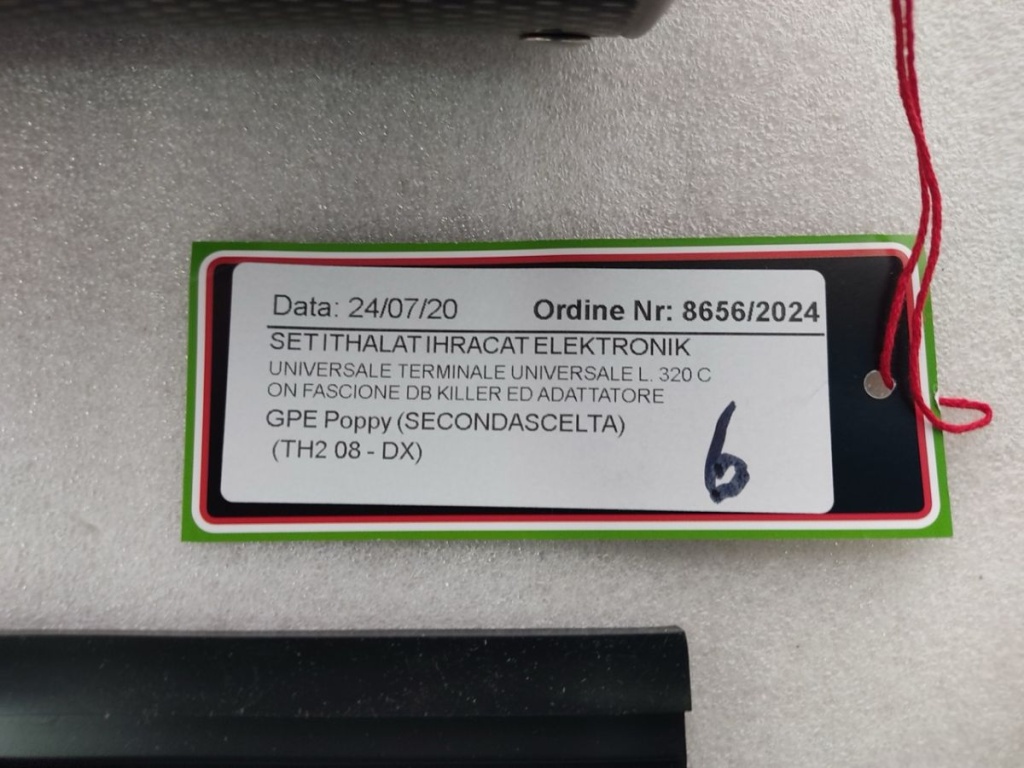 Data: 24/07/20 Ordine Nr: 8656/2024
SET ITHALAT IHRACAT ELEKTRONIK
UNIVERSALE TERMINALE UNIVERSALE L. 320 C
ON FASCIONE DB KILLER ED ADATTATORE
GPE Poppy (SECONDASCELTA)
(TH2 08 - DX)
6